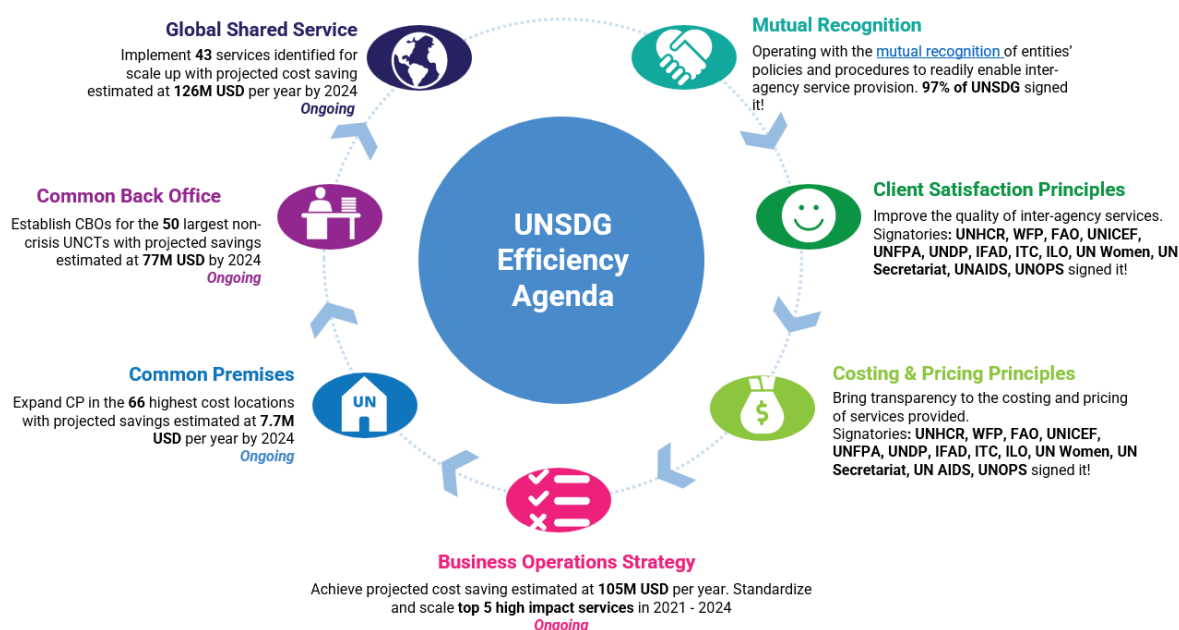 Global Shared Service
Implement 43 services identified for
scale up with projected cost saving
estimated at 126M USD per year by 2024
Ongoing
Mutual Recognition
Operating with the mutual recognition of entities’
policies and procedures to readily enable inter-
agency service provision. 97% of UNSDG signed
it!
Common Back Office
Establish CBOs for the 50 largest non-
crisis UNCTs with projected savings
estimated at 77M USD by 2024
Ongoing
UNSDG
Efficiency
Agenda
Client Satisfaction Principles
Improve the quality of inter-agency services.
Signatories: UNHCR, WFP, FAO, UNICEF,
UNFPA, UNDP, IFAD, ITC, ILO, UN Women, UN
Secretariat, UNAIDS, UNOPS signed it!
Common Premises
Expand CP in the 66 highest cost locations
with projected savings estimated at 7.7M
USD per year by 2024
Ongoing
UN
$
Costing & Pricing Principles
Bring transparency to the costing and pricing
of services provided.
Signatories: UNHCR, WFP, FAO, UNICEF,
UNFPA, UNDP, IFAD, ITC, ILO, UN Women, UN
Secretariat, UN AIDS, UNOPS signed it!
Business Operations Strategy
Achieve projected cost saving estimated at 105M USD per year. Standardize
and scale top 5 high impact services in 2021 - 2024
Ongoing